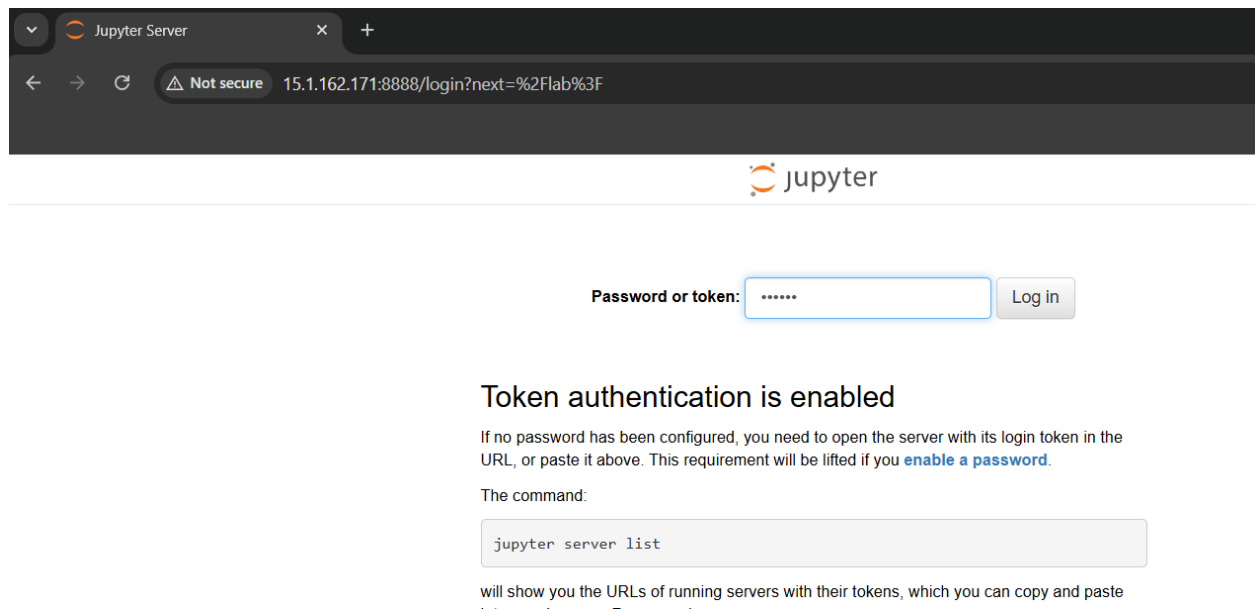 Jupyter Server
Not secure 15.1.162.171:8888/login?next=%2Flab%3F
jupyter
Password or token: •••••• Log in
Token authentication is enabled
If no password has been configured, you need to open the server with its login token in the
URL, or paste it above. This requirement will be lifted if you enable a password.
The command:
jupyter server list
will show you the URLs of running servers with their tokens, which you can copy and paste